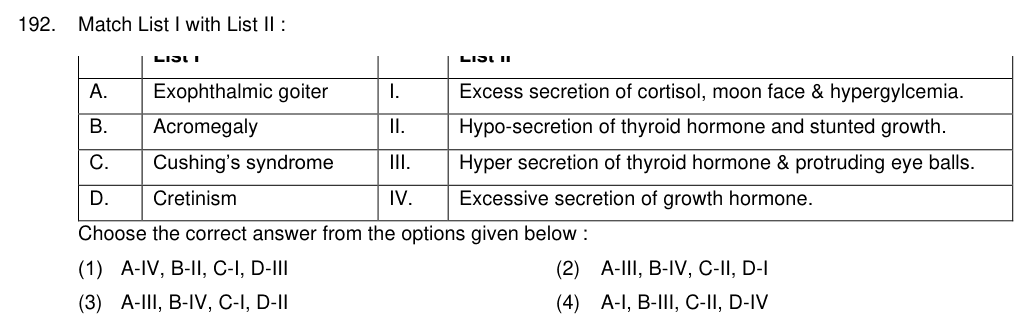 192. Match List I with List II :
List I List II
A. Exophthalmic goiter I. Excess secretion of cortisol, moon face & hypergylcemia.
B. Acromegaly II. Hypo-secretion of thyroid hormone and stunted growth.
C. Cushing's syndrome III. Hyper secretion of thyroid hormone & protruding eye balls.
D. Cretinism IV. Excessive secretion of growth hormone.
Choose the correct answer from the options given below :
(1) A-IV, B-II, C-I, D-III (2) A-III, B-IV, C-II, D-I
(3) A-III, B-IV, C-I, D-II (4) A-I, B-III, C-II, D-IV